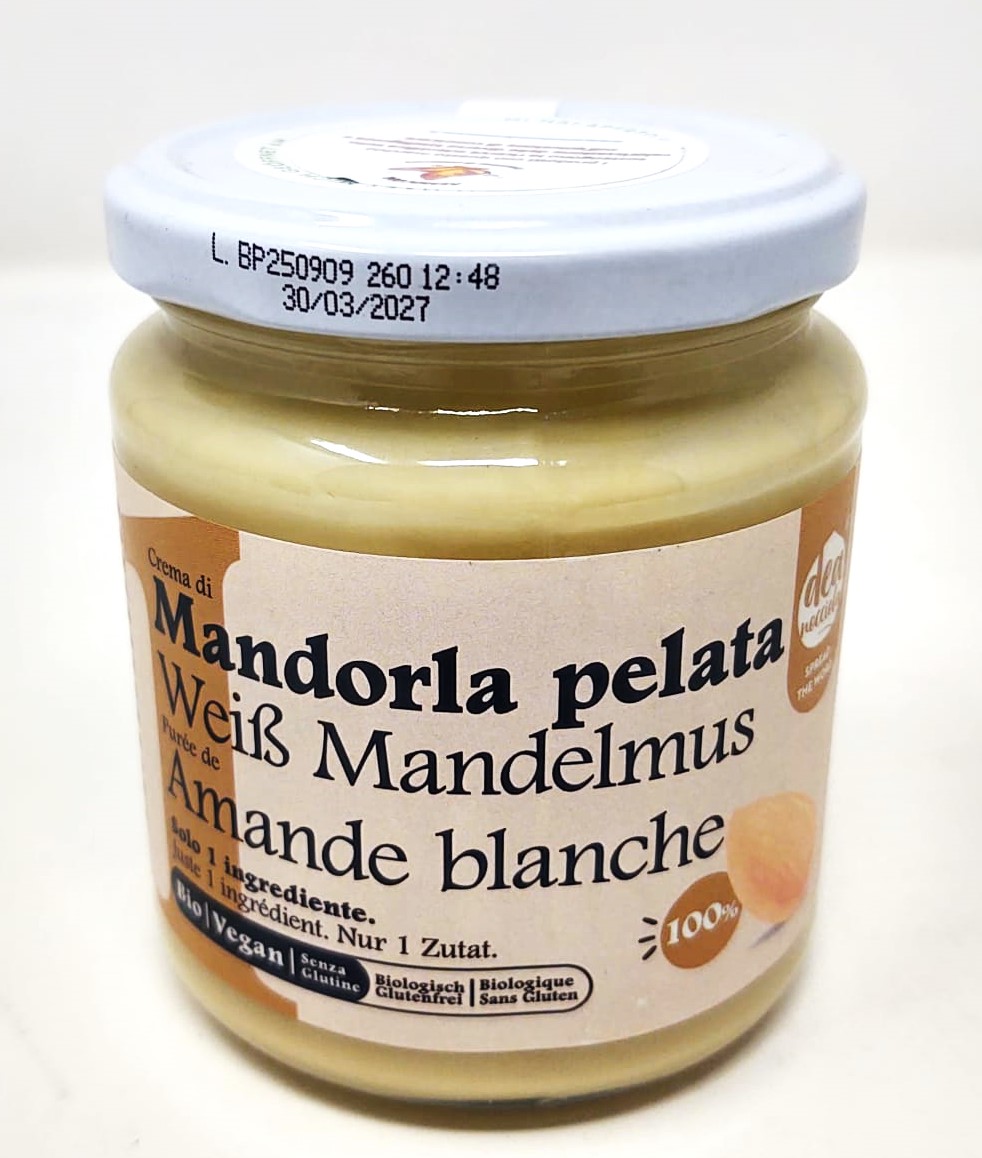 L. BP250909 260 12:48
30/03/2027
Crema di
Mandorla pelata
Weiß Mandelmus
Purée de
Amande blanche
Solo 1 ingrediente.
Juste 1 ingrédient. Nur 1 Zutat.
Bio | Vegan | Senza Glutine
Biologisch Glutenfrei | Biologique Sans Gluten
100%
dea
SPREAD
THE